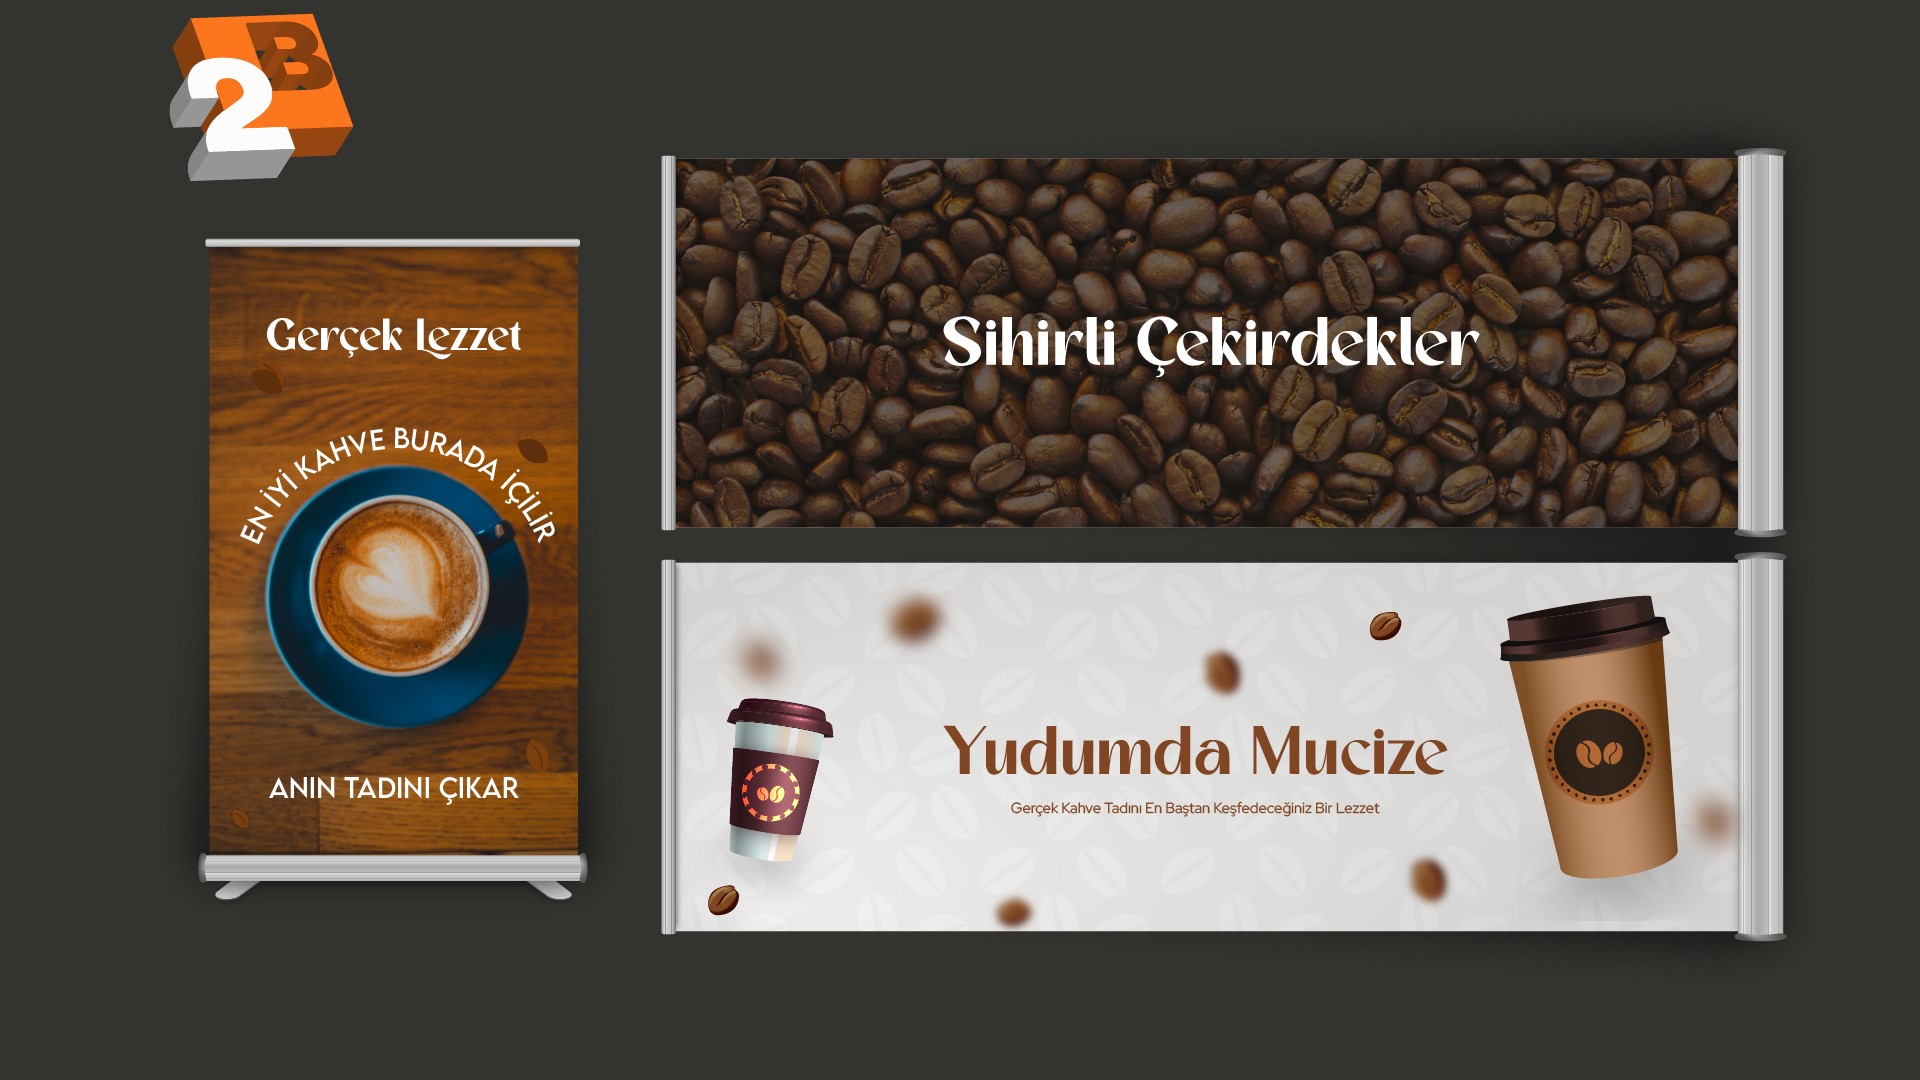 2B
Gerçek Lezzet
EN İYİ KAHVE BURADA İÇİLİR
ANIN TADINI ÇIKAR
Sihirli Çekirdekler
Yudumda Mucize
Gerçek Kahve Tadını En Baştan Keşfedeceğiniz Bir Lezzet